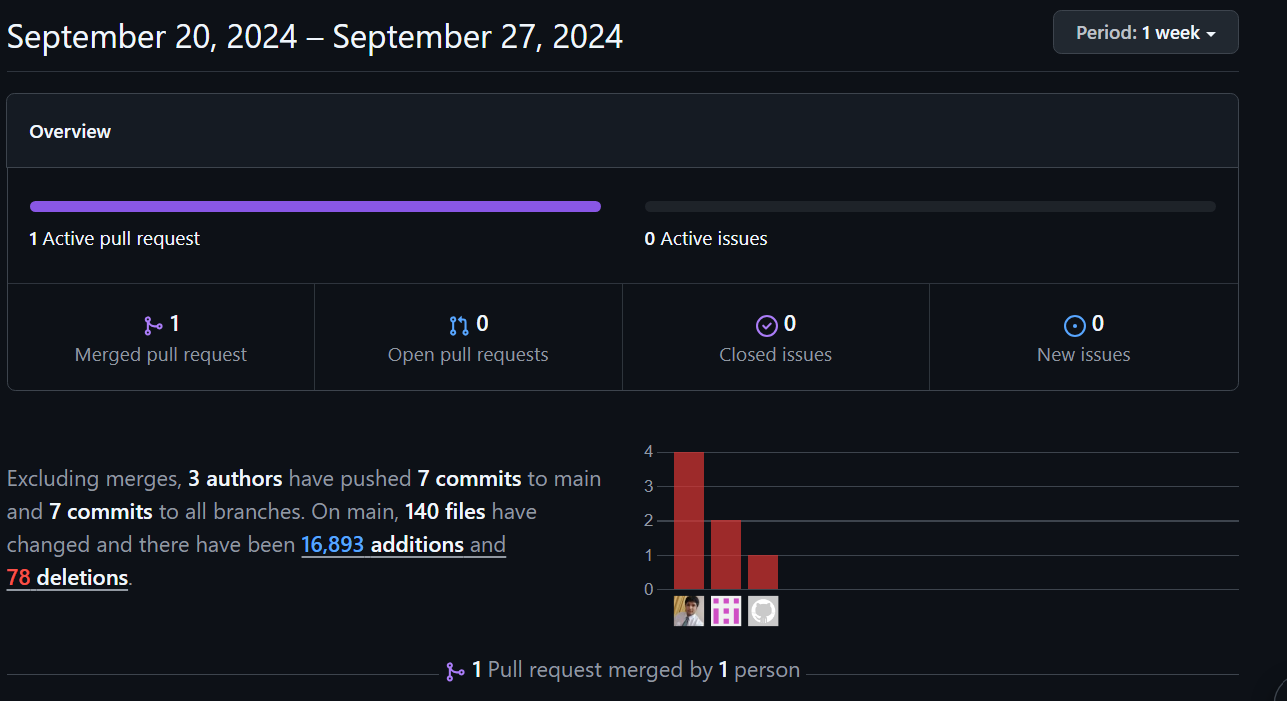 September 20, 2024 – September 27, 2024
Period: 1 week
Overview
1 Active pull request
0 Active issues
1
Merged pull request
0
Open pull requests
0
Closed issues
0
New issues
Excluding merges, 3 authors have pushed 7 commits to main
and 7 commits to all branches. On main, 140 files have
changed and there have been 16,893 additions and
78 deletions.
4
3
2
1
0
1 Pull request merged by 1 person